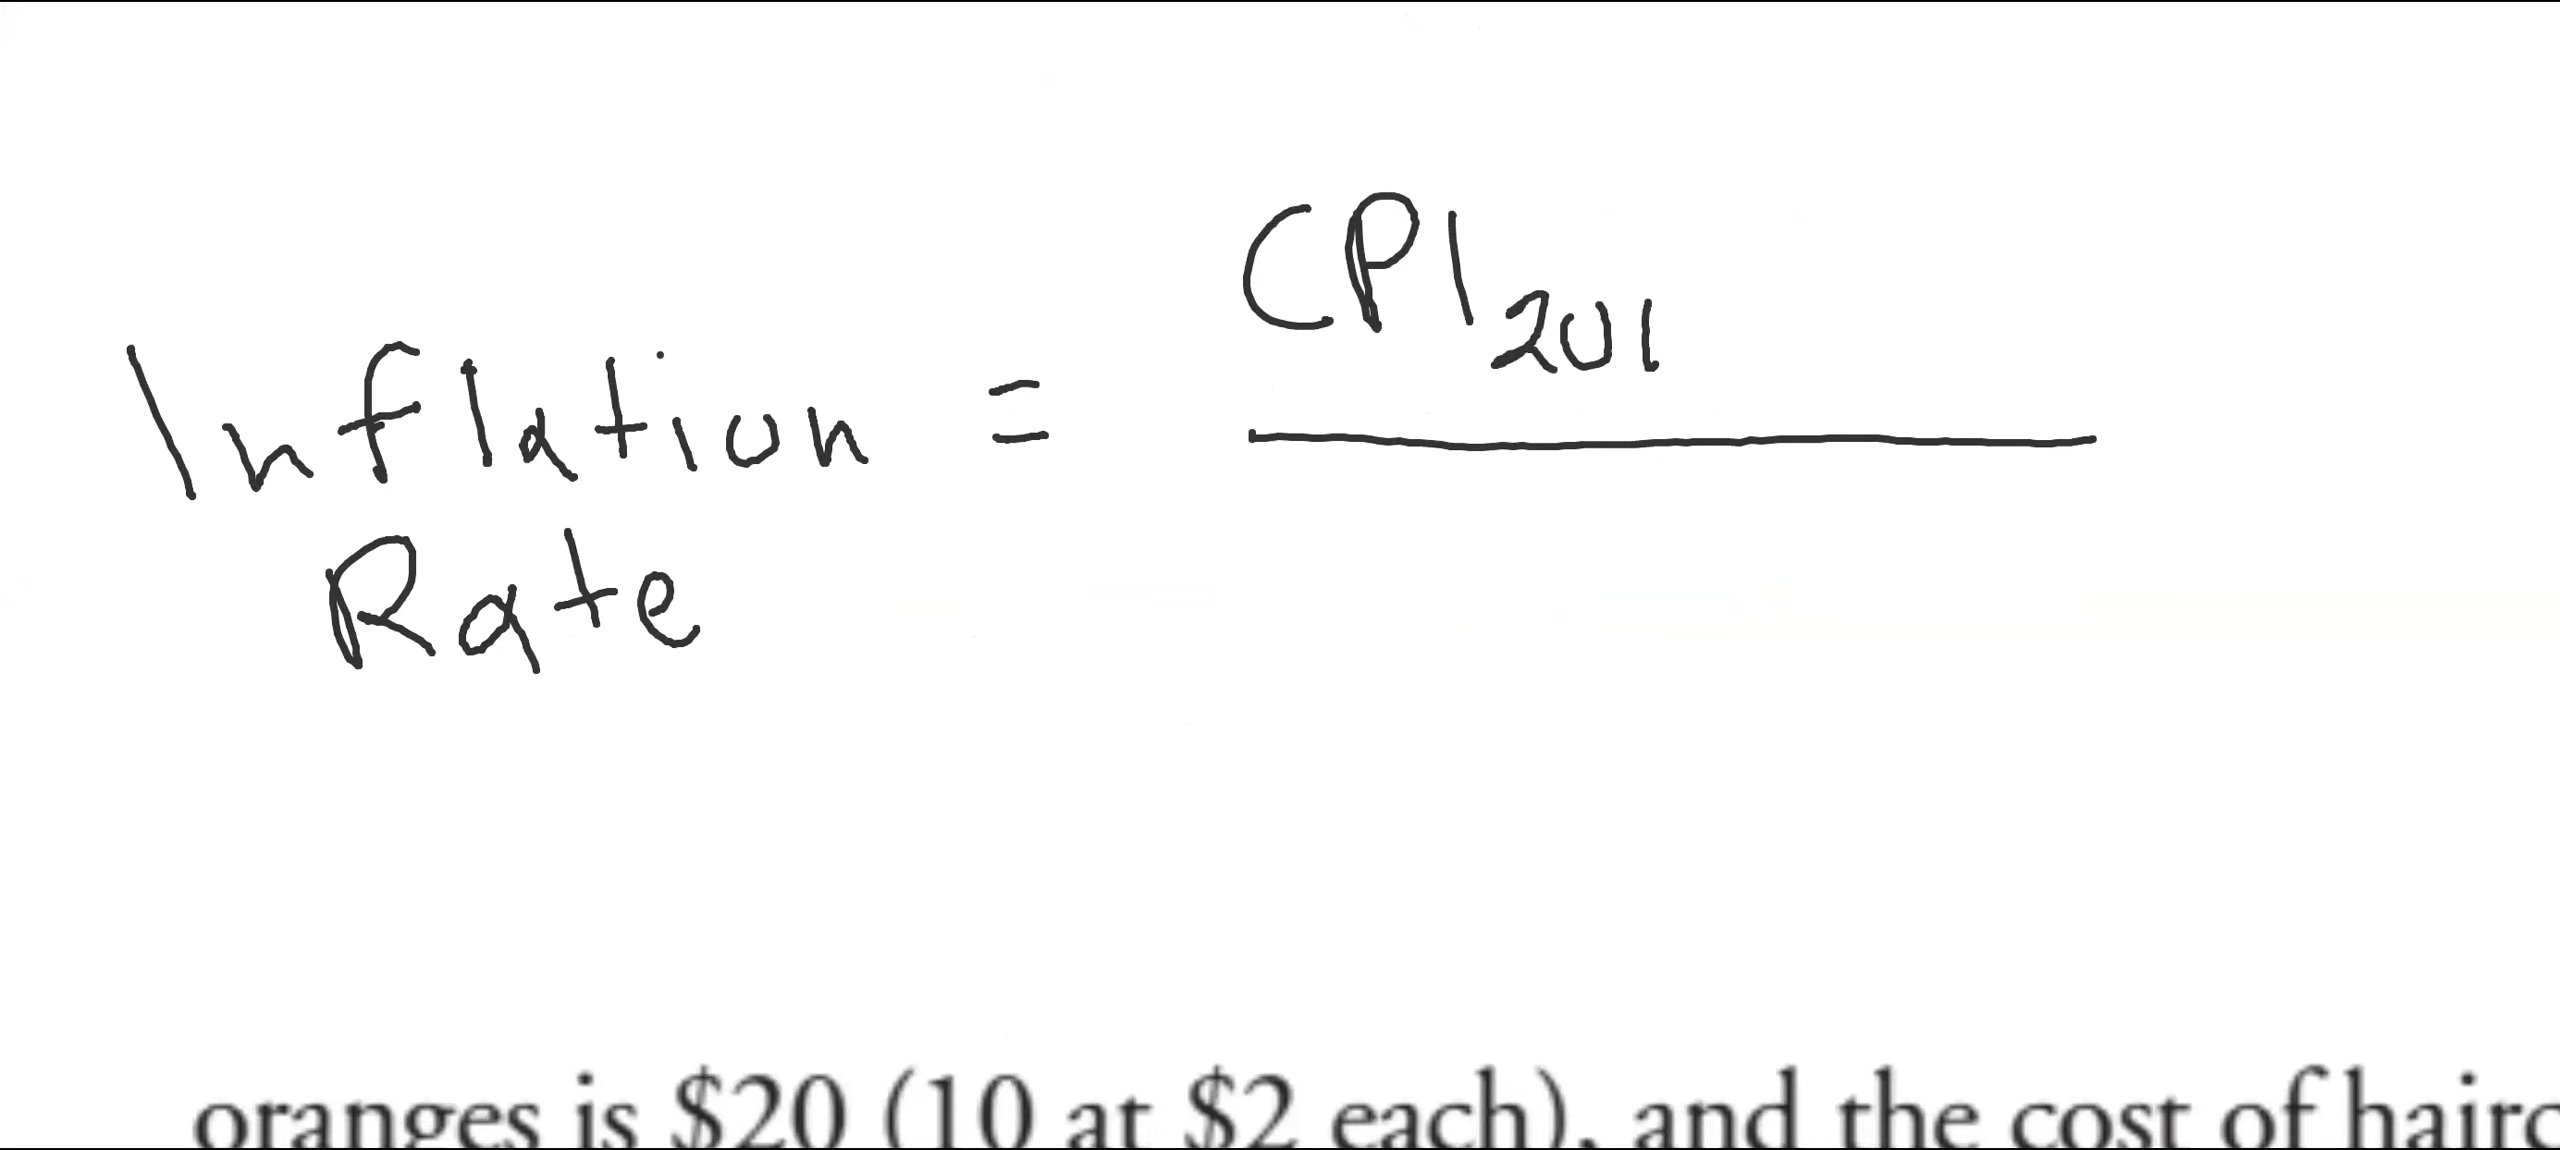 CPI201
Inflation =
Rate
oranges is $20 (10 at $2 each), and the cost of hairc